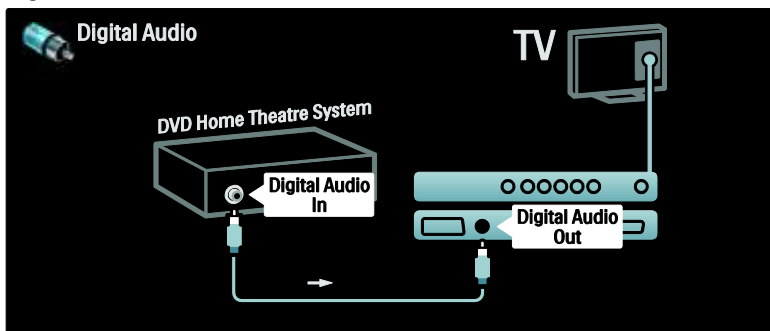 Digital Audio
TV
DVD Home Theatre System
Digital Audio
In
Digital Audio
Out